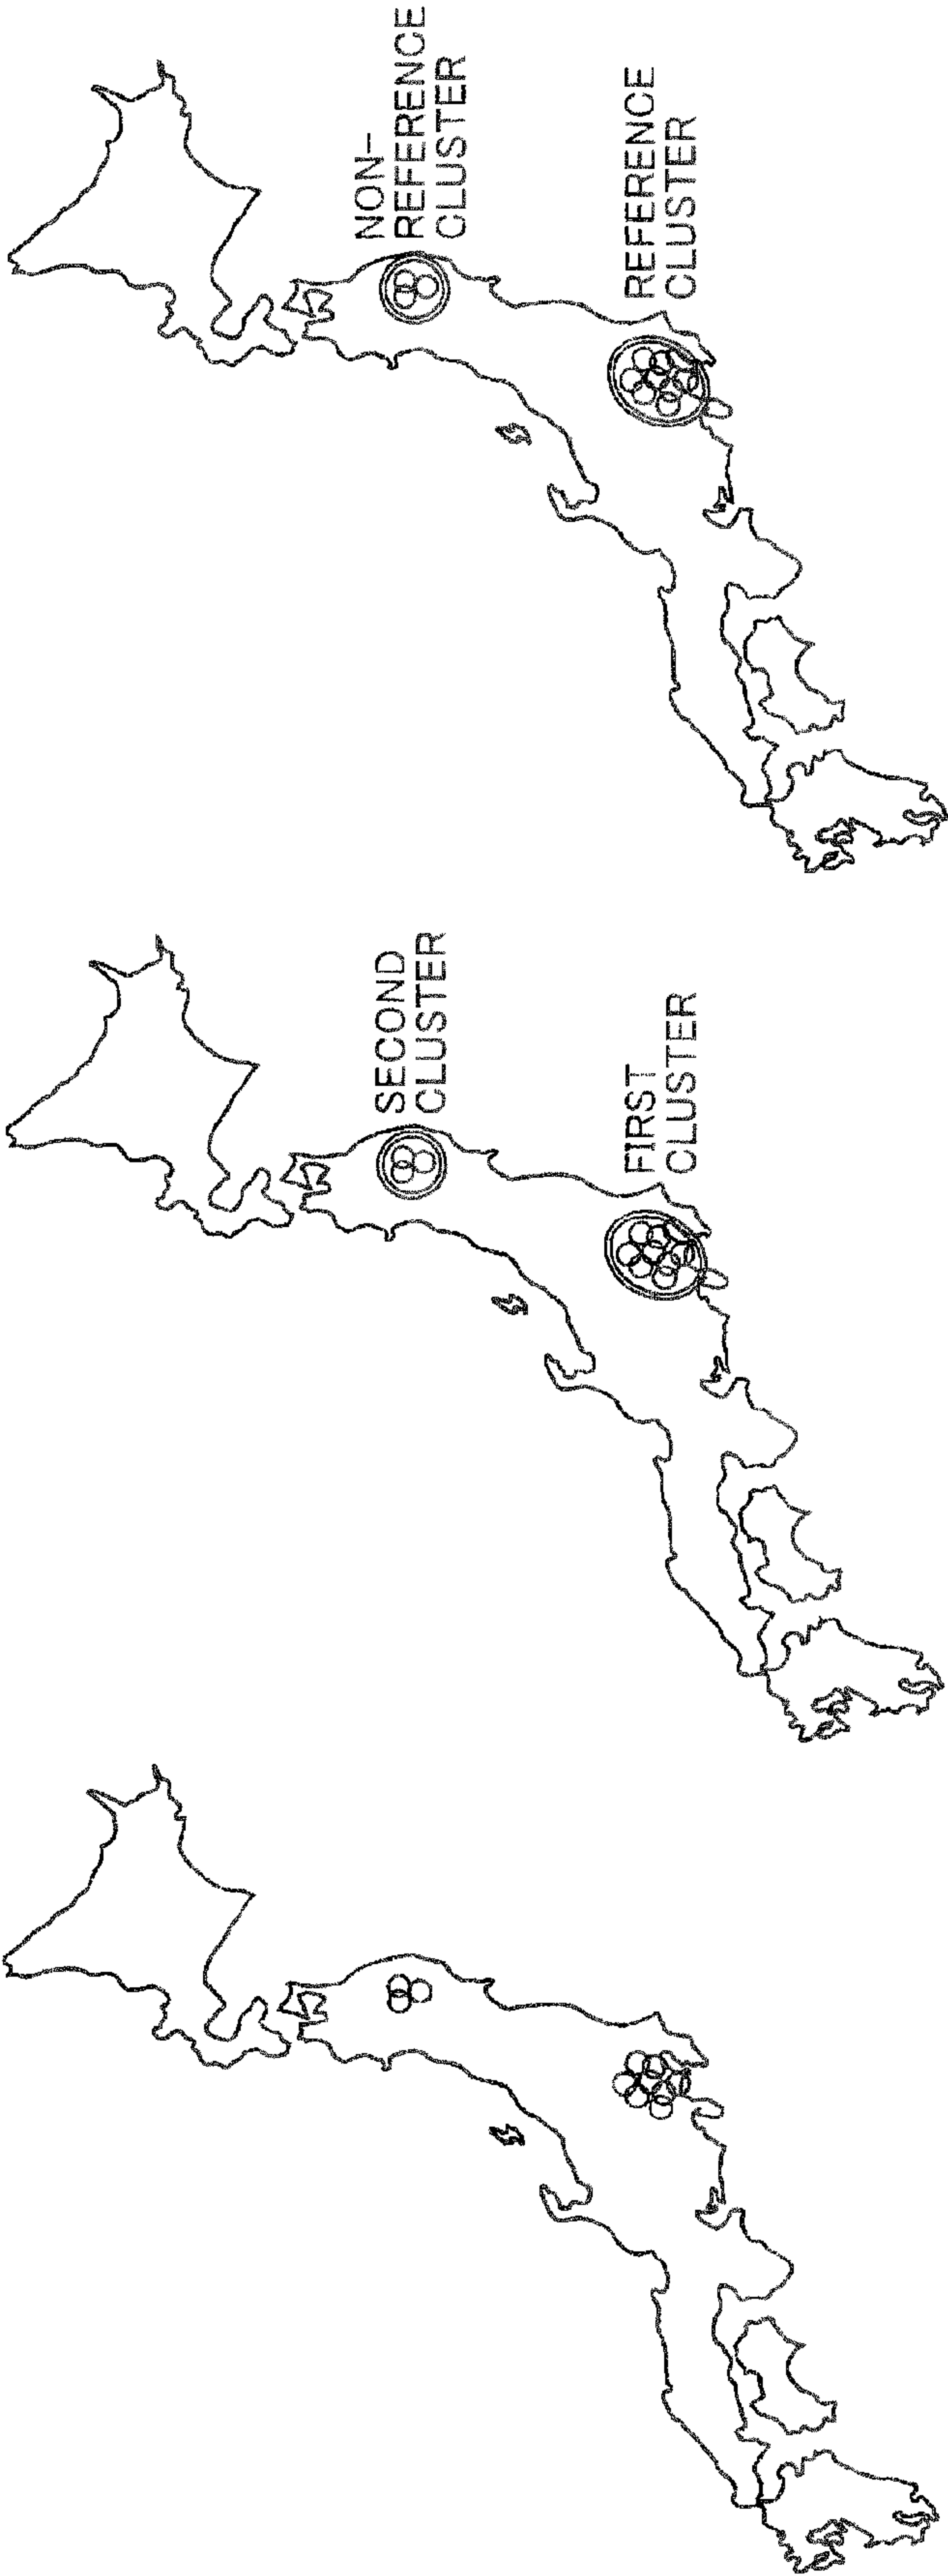 NON-
REFERENCE
CLUSTER
REFERENCE
CLUSTER
SECOND
CLUSTER
FIRST
CLUSTER